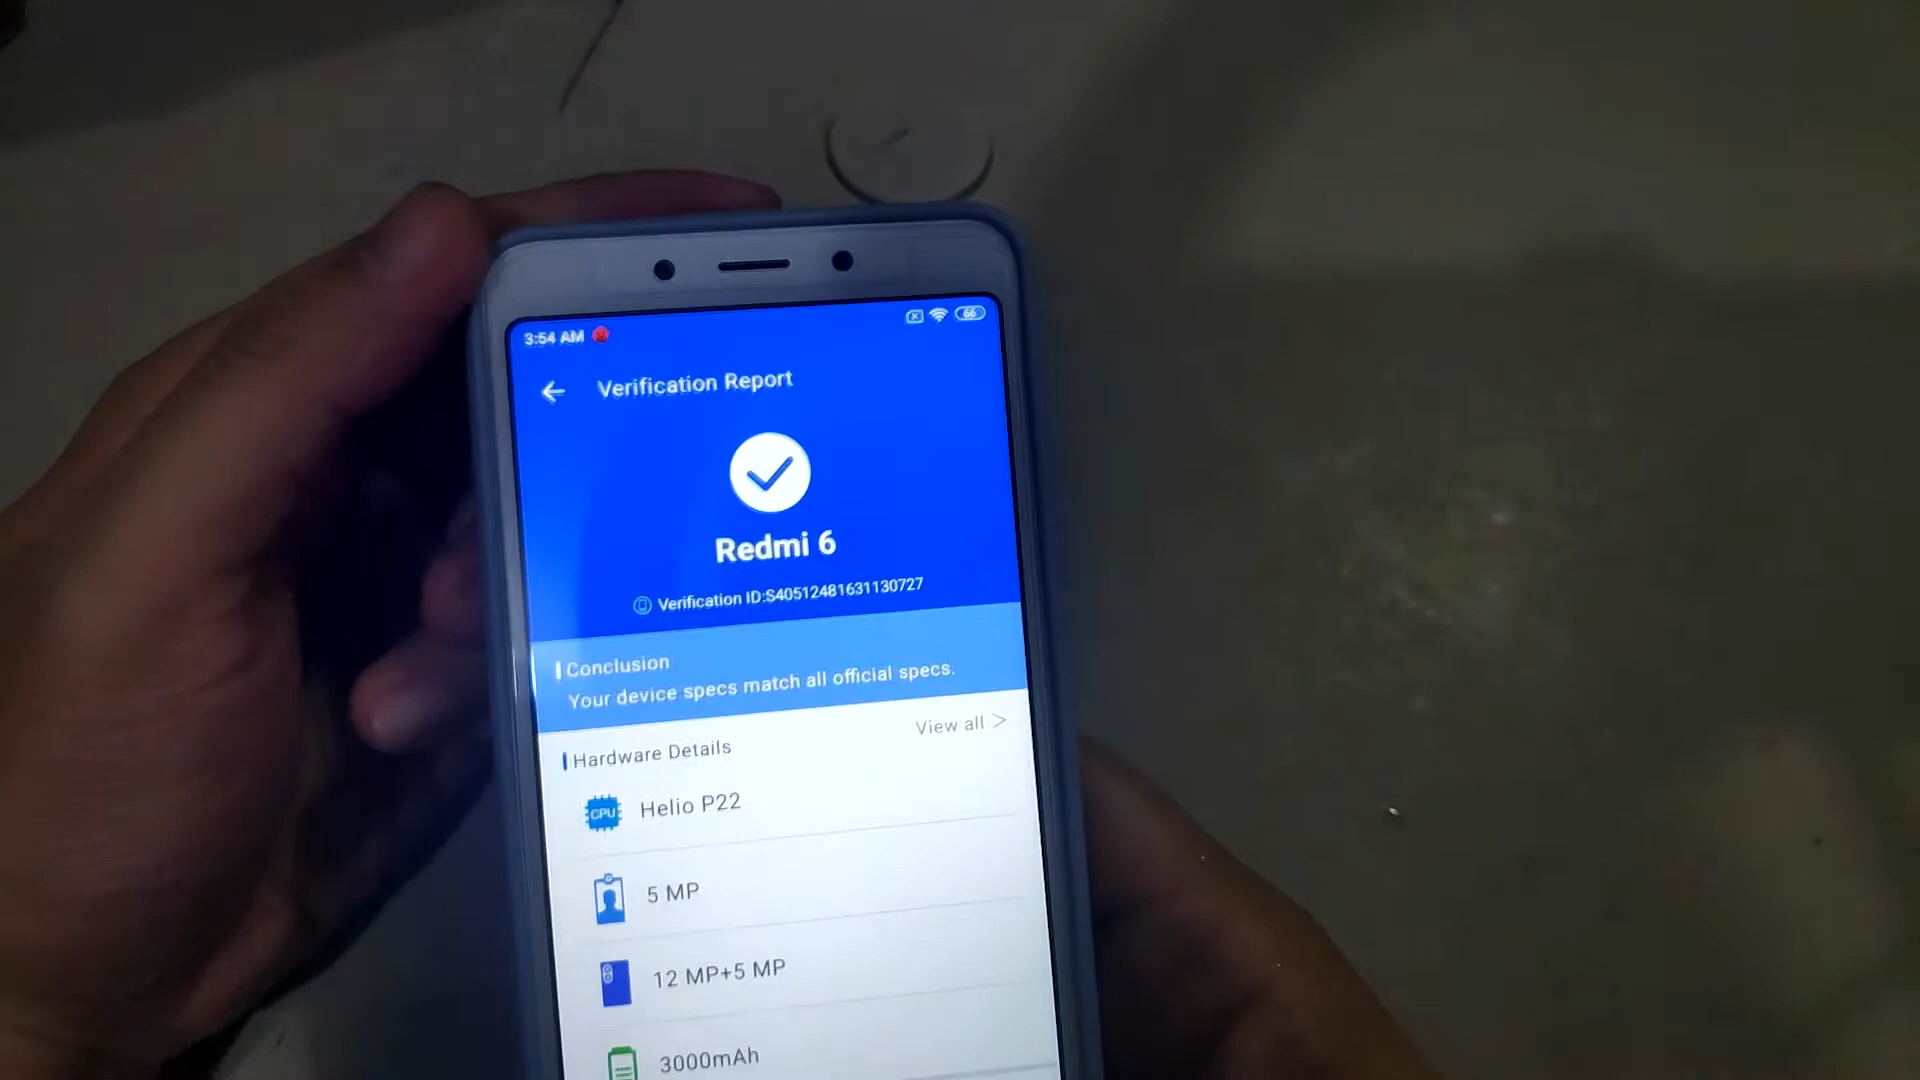 3:54 AM
66
Verification Report
Redmi 6
Verification ID:S40512481631130727
Conclusion
Your device specs match all official specs.
View all >
Hardware Details
CPU
Helio P22
5 MP
12 MP+5 MP
3000mAh